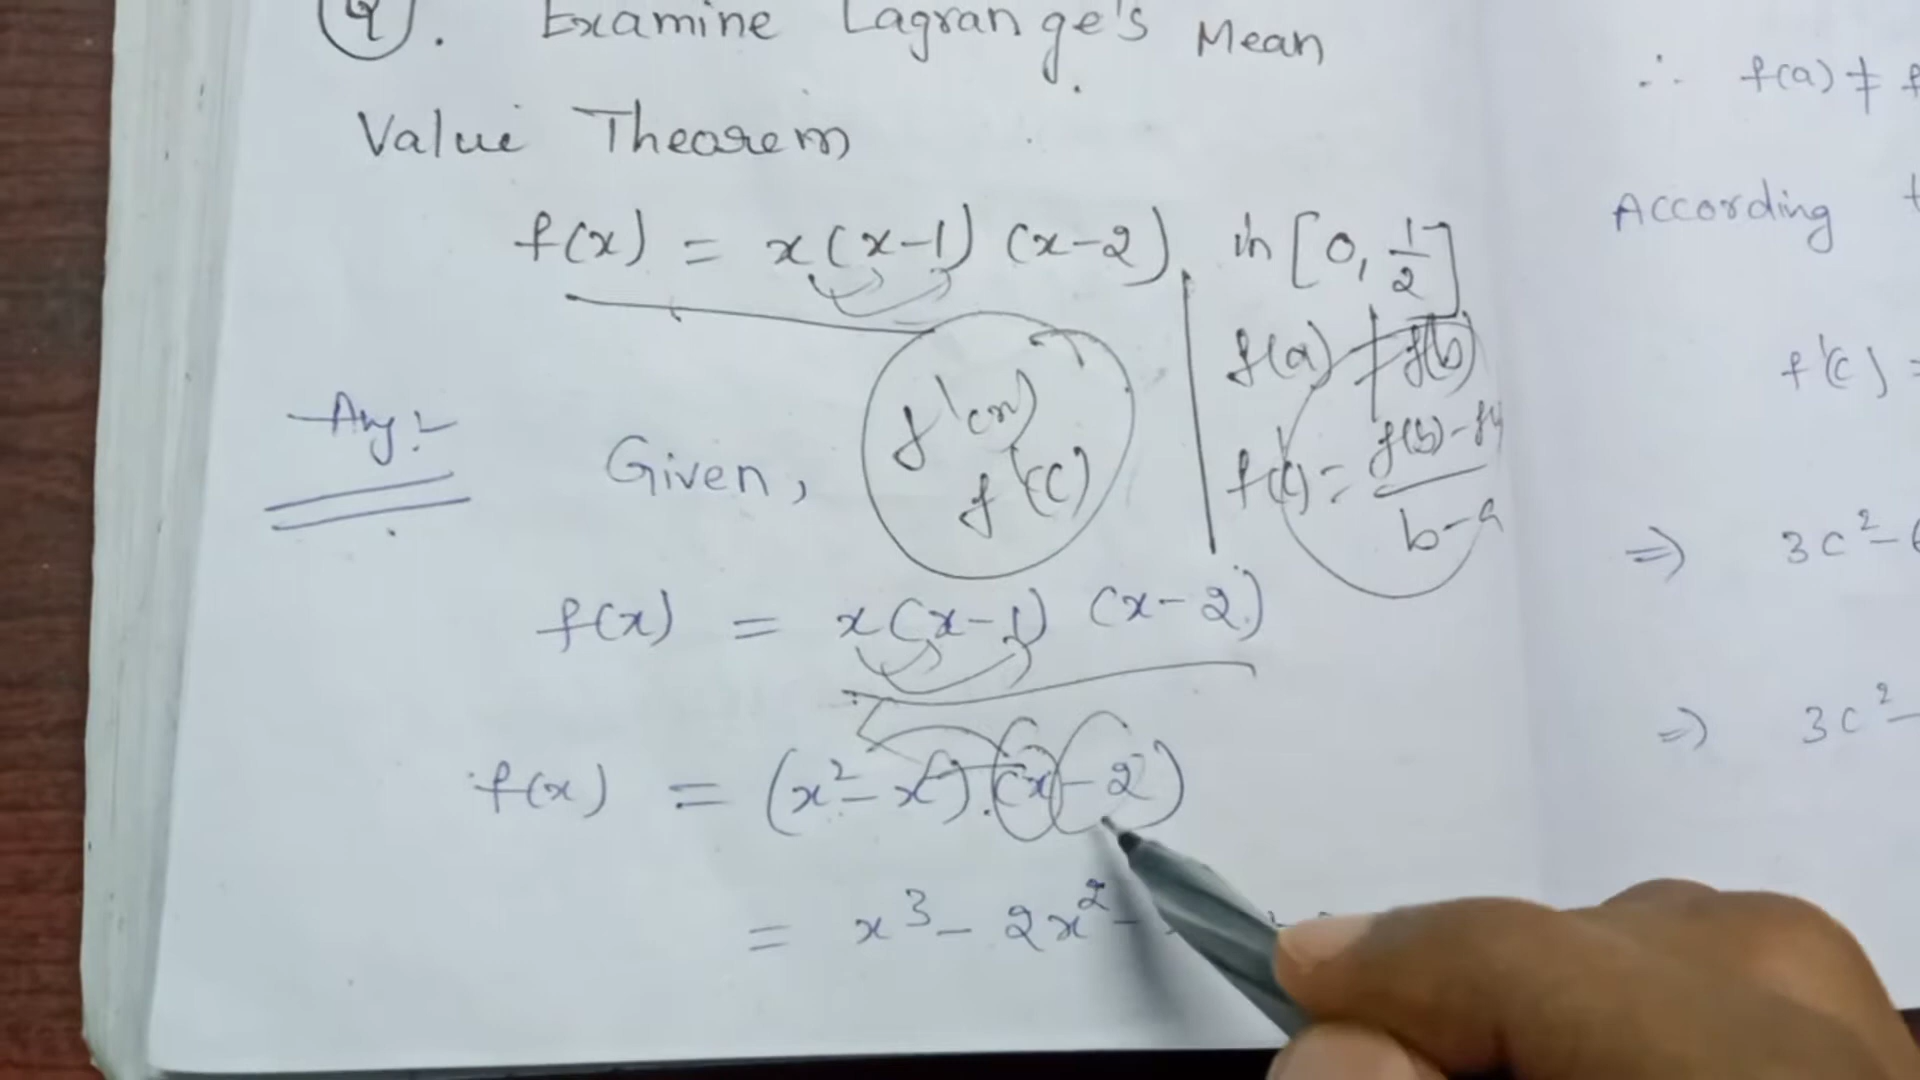 Q. Examine Lagrange's Mean
Value Theorem
f(x) = x(x-1) (x-2), in [0, 1/2]
f(a) ≠ f(b)
f'(c) = f(b)-f(a) / b-a
Ans:-
Given,
f'(x)
f'(c)
f(x) = x(x-1) (x-2)
f(x) = (x²-x).(x-2)
= x³ - 2x² -
∴ f(a) ≠ f
According t
f'(c) =
⇒ 3c² - 6
⇒ 3c² -